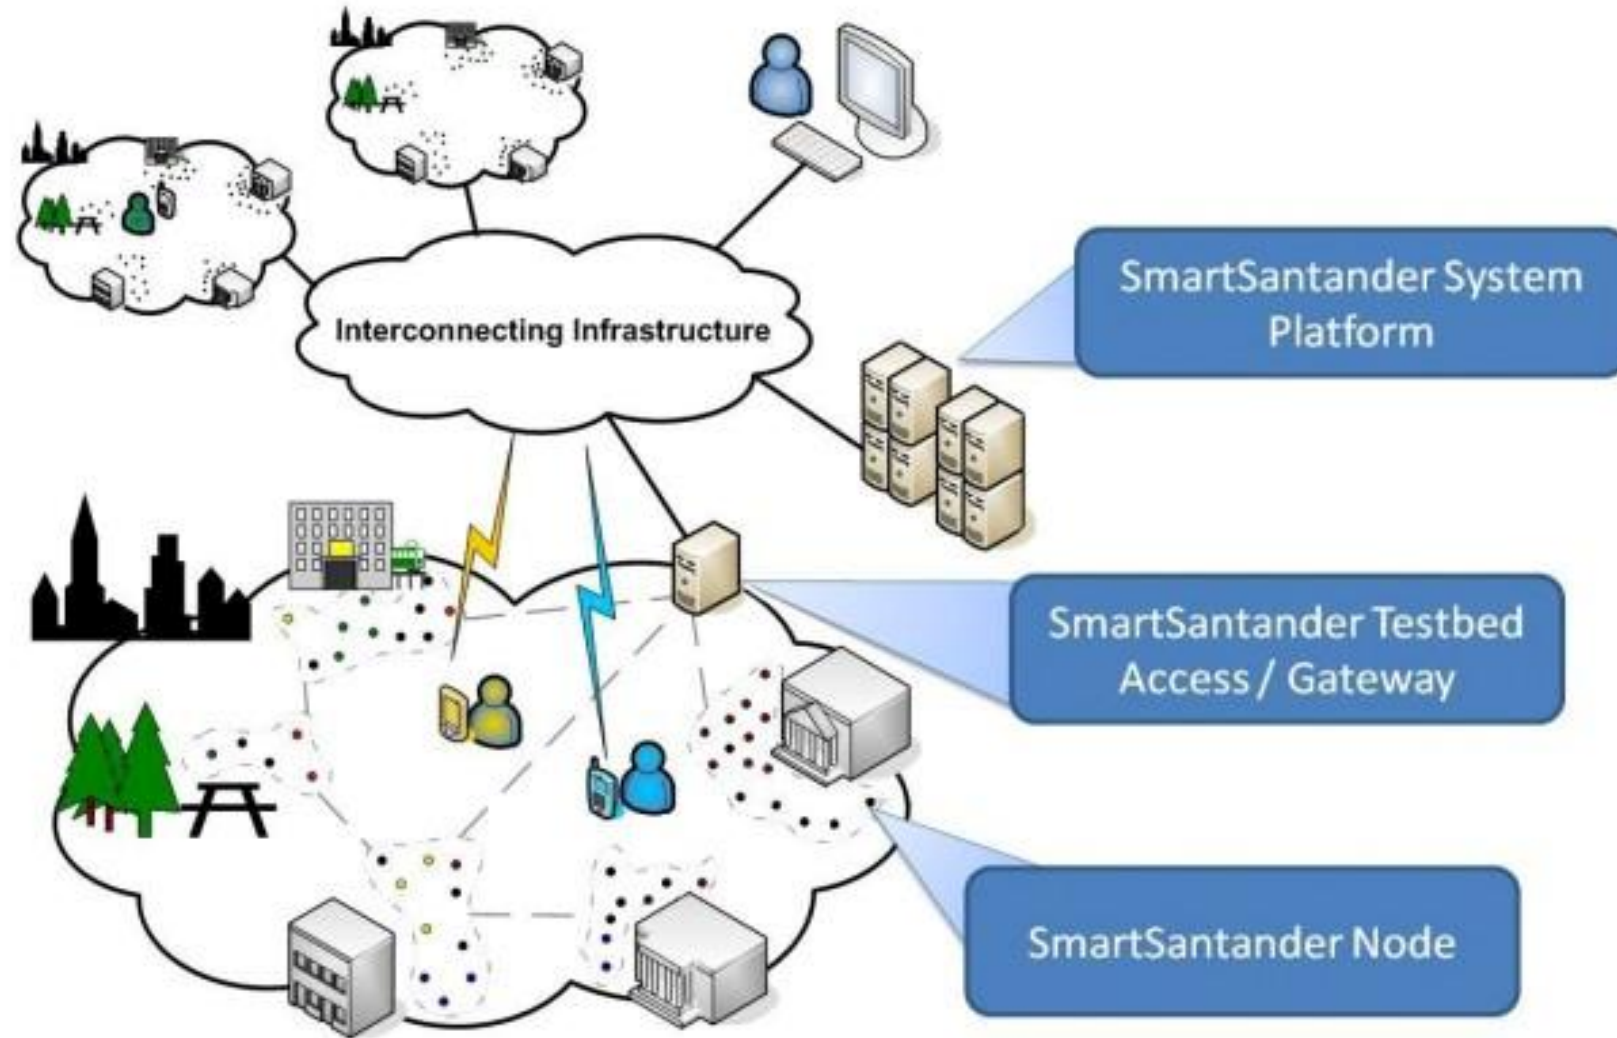 Interconnecting Infrastructure
SmartSantander System
Platform
SmartSantander Testbed
Access / Gateway
SmartSantander Node